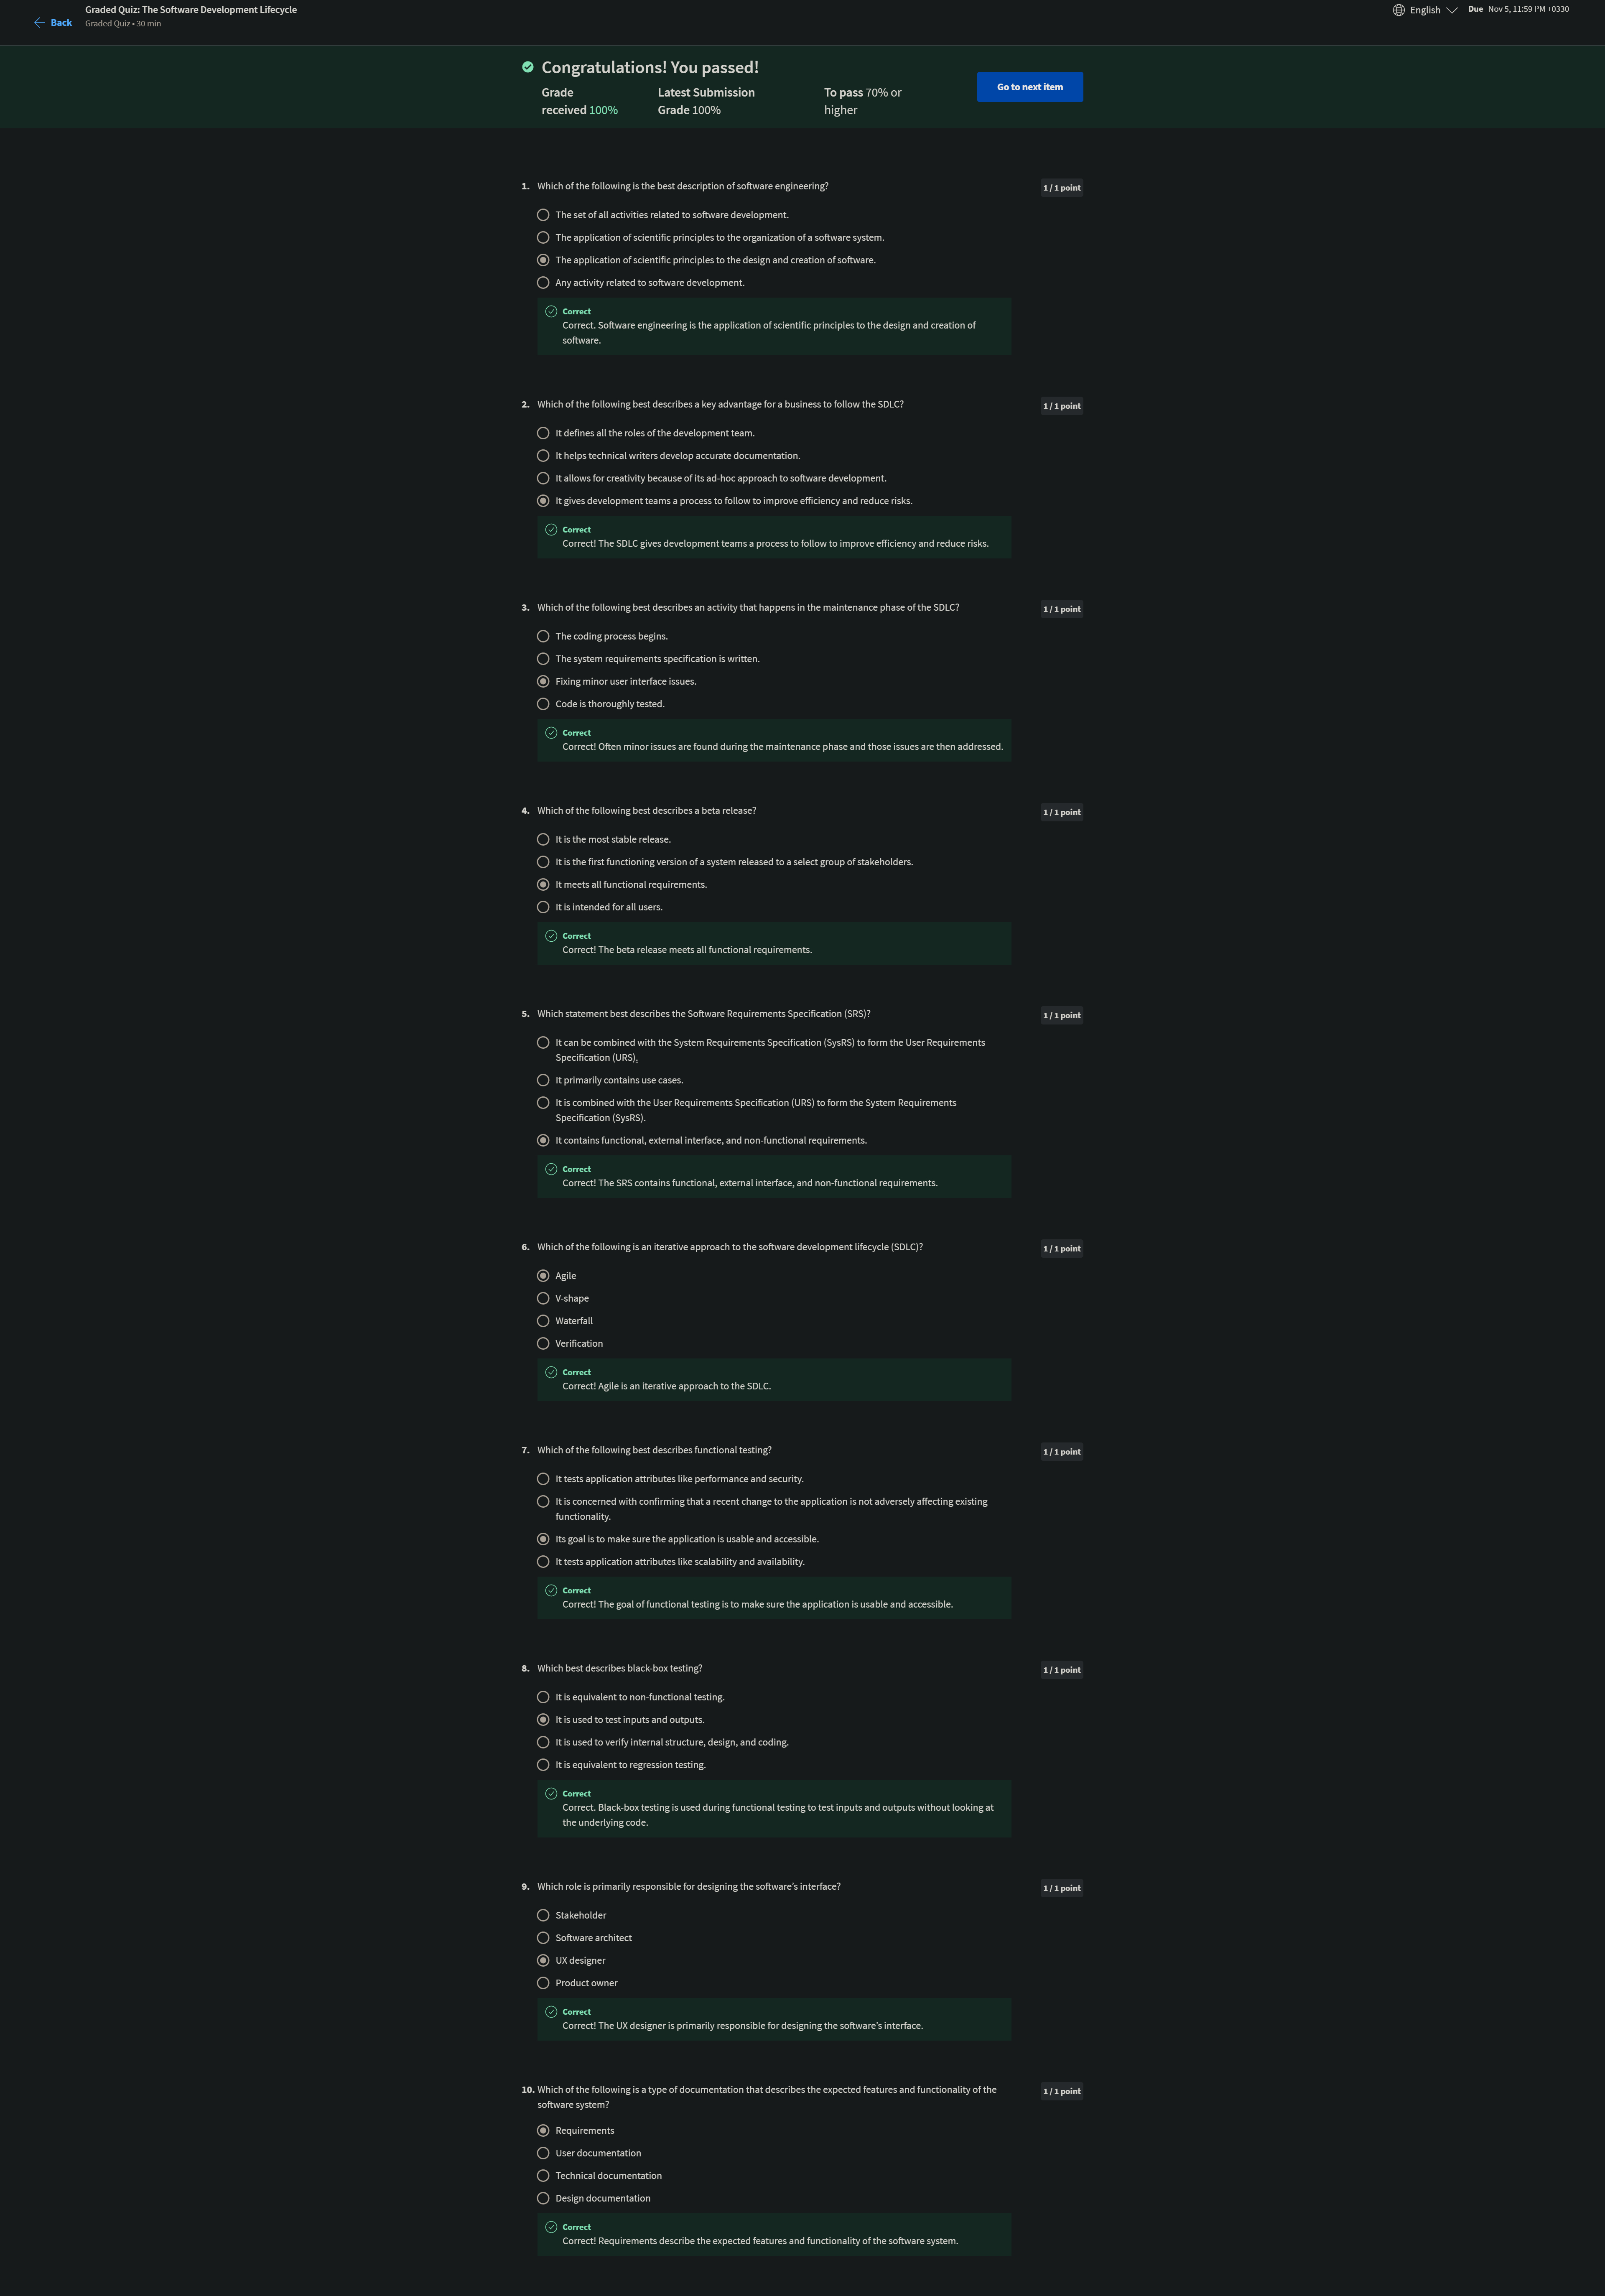 Back
Graded Quiz: The Software Development Lifecycle
Graded Quiz • 30 min
English
Due Nov 5, 11:59 PM +0330
Congratulations! You passed!
Grade
received 100%
Latest Submission
Grade 100%
To pass 70% or
higher
Go to next item
1. Which of the following is the best description of software engineering?
1 / 1 point
The set of all activities related to software development.
The application of scientific principles to the organization of a software system.
The application of scientific principles to the design and creation of software.
Any activity related to software development.
Correct
Correct. Software engineering is the application of scientific principles to the design and creation of
software.
2. Which of the following best describes a key advantage for a business to follow the SDLC?
1 / 1 point
It defines all the roles of the development team.
It helps technical writers develop accurate documentation.
It allows for creativity because of its ad-hoc approach to software development.
It gives development teams a process to follow to improve efficiency and reduce risks.
Correct
Correct! The SDLC gives development teams a process to follow to improve efficiency and reduce risks.
3. Which of the following best describes an activity that happens in the maintenance phase of the SDLC?
1 / 1 point
The coding process begins.
The system requirements specification is written.
Fixing minor user interface issues.
Code is thoroughly tested.
Correct
Correct! Often minor issues are found during the maintenance phase and those issues are then addressed.
4. Which of the following best describes a beta release?
1 / 1 point
It is the most stable release.
It is the first functioning version of a system released to a select group of stakeholders.
It meets all functional requirements.
It is intended for all users.
Correct
Correct! The beta release meets all functional requirements.
5. Which statement best describes the Software Requirements Specification (SRS)?
1 / 1 point
It can be combined with the System Requirements Specification (SysRS) to form the User Requirements
Specification (URS).
It primarily contains use cases.
It is combined with the User Requirements Specification (URS) to form the System Requirements
Specification (SysRS).
It contains functional, external interface, and non-functional requirements.
Correct
Correct! The SRS contains functional, external interface, and non-functional requirements.
6. Which of the following is an iterative approach to the software development lifecycle (SDLC)?
1 / 1 point
Agile
V-shape
Waterfall
Verification
Correct
Correct! Agile is an iterative approach to the SDLC.
7. Which of the following best describes functional testing?
1 / 1 point
It tests application attributes like performance and security.
It is concerned with confirming that a recent change to the application is not adversely affecting existing
functionality.
Its goal is to make sure the application is usable and accessible.
It tests application attributes like scalability and availability.
Correct
Correct! The goal of functional testing is to make sure the application is usable and accessible.
8. Which best describes black-box testing?
1 / 1 point
It is equivalent to non-functional testing.
It is used to test inputs and outputs.
It is used to verify internal structure, design, and coding.
It is equivalent to regression testing.
Correct
Correct. Black-box testing is used during functional testing to test inputs and outputs without looking at
the underlying code.
9. Which role is primarily responsible for designing the software’s interface?
1 / 1 point
Stakeholder
Software architect
UX designer
Product owner
Correct
Correct! The UX designer is primarily responsible for designing the software’s interface.
10. Which of the following is a type of documentation that describes the expected features and functionality of the
software system?
1 / 1 point
Requirements
User documentation
Technical documentation
Design documentation
Correct
Correct! Requirements describe the expected features and functionality of the software system.